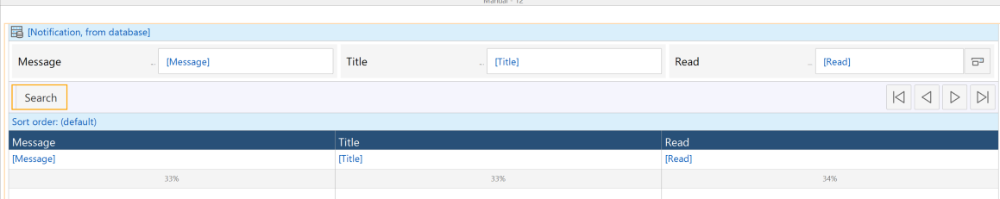 Manual - 12
[Notification, from database]
Message ... [Message] Title ... [Title] Read ... [Read]
Search
Sort order: (default)
Message Title Read
[Message] [Title] [Read]
33% 33% 34%